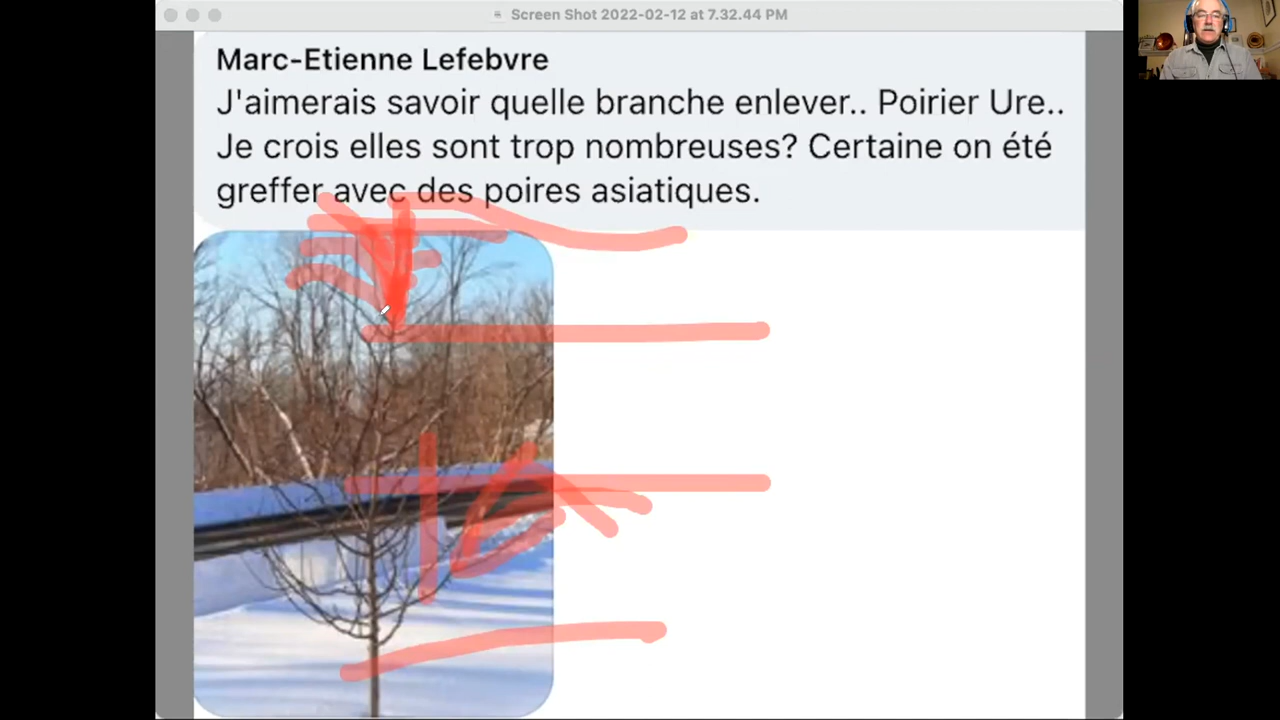 Screen Shot 2022-02-12 at 7.32.44 PM
Marc-Etienne Lefebvre
J'aimerais savoir quelle branche enlever.. Poirier Ure..
Je crois elles sont trop nombreuses? Certaine on été
greffer avec des poires asiatiques.